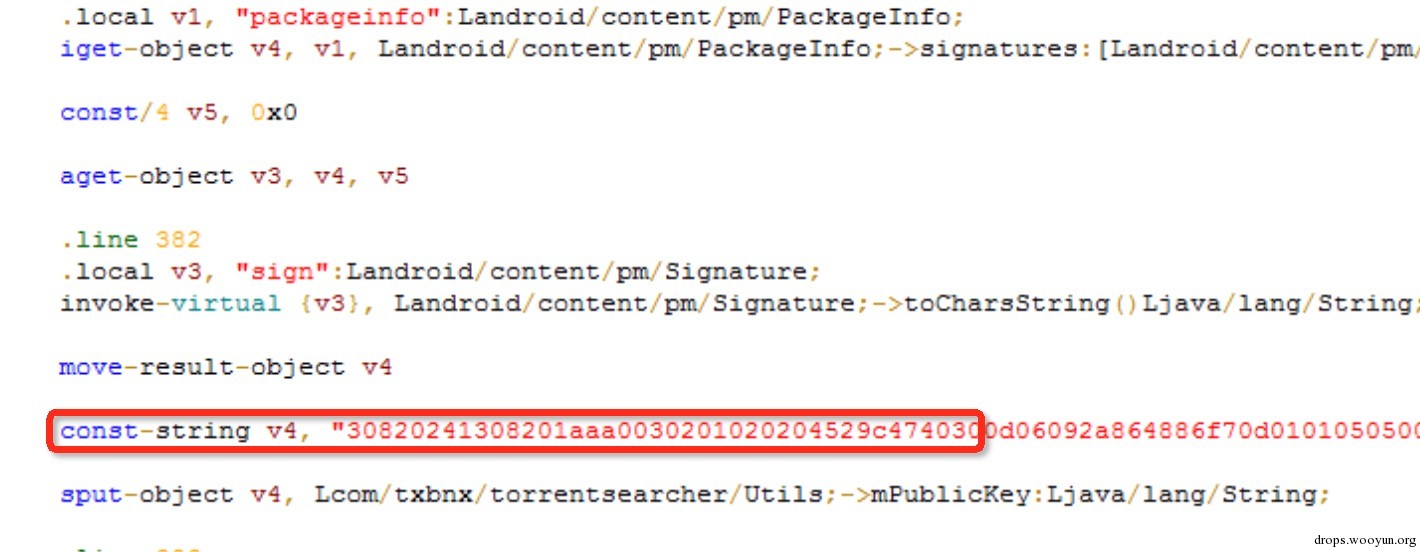 .local v1, "packageinfo":Landroid/content/pm/PackageInfo;
iget-object v4, v1, Landroid/content/pm/PackageInfo;->signatures:[Landroid/content/pm/
const/4 v5, 0x0
aget-object v3, v4, v5
.line 382
.local v3, "sign":Landroid/content/pm/Signature;
invoke-virtual {v3}, Landroid/content/pm/Signature;->toCharsString()Ljava/lang/String;
move-result-object v4
const-string v4, "30820241308201aaa0030201020204529c4740300d06092a864886f70d0101050500
sput-object v4, Lcom/txbnx/torrentsearcher/Utils;->mPublicKey:Ljava/lang/String;
drops.wooyun.org